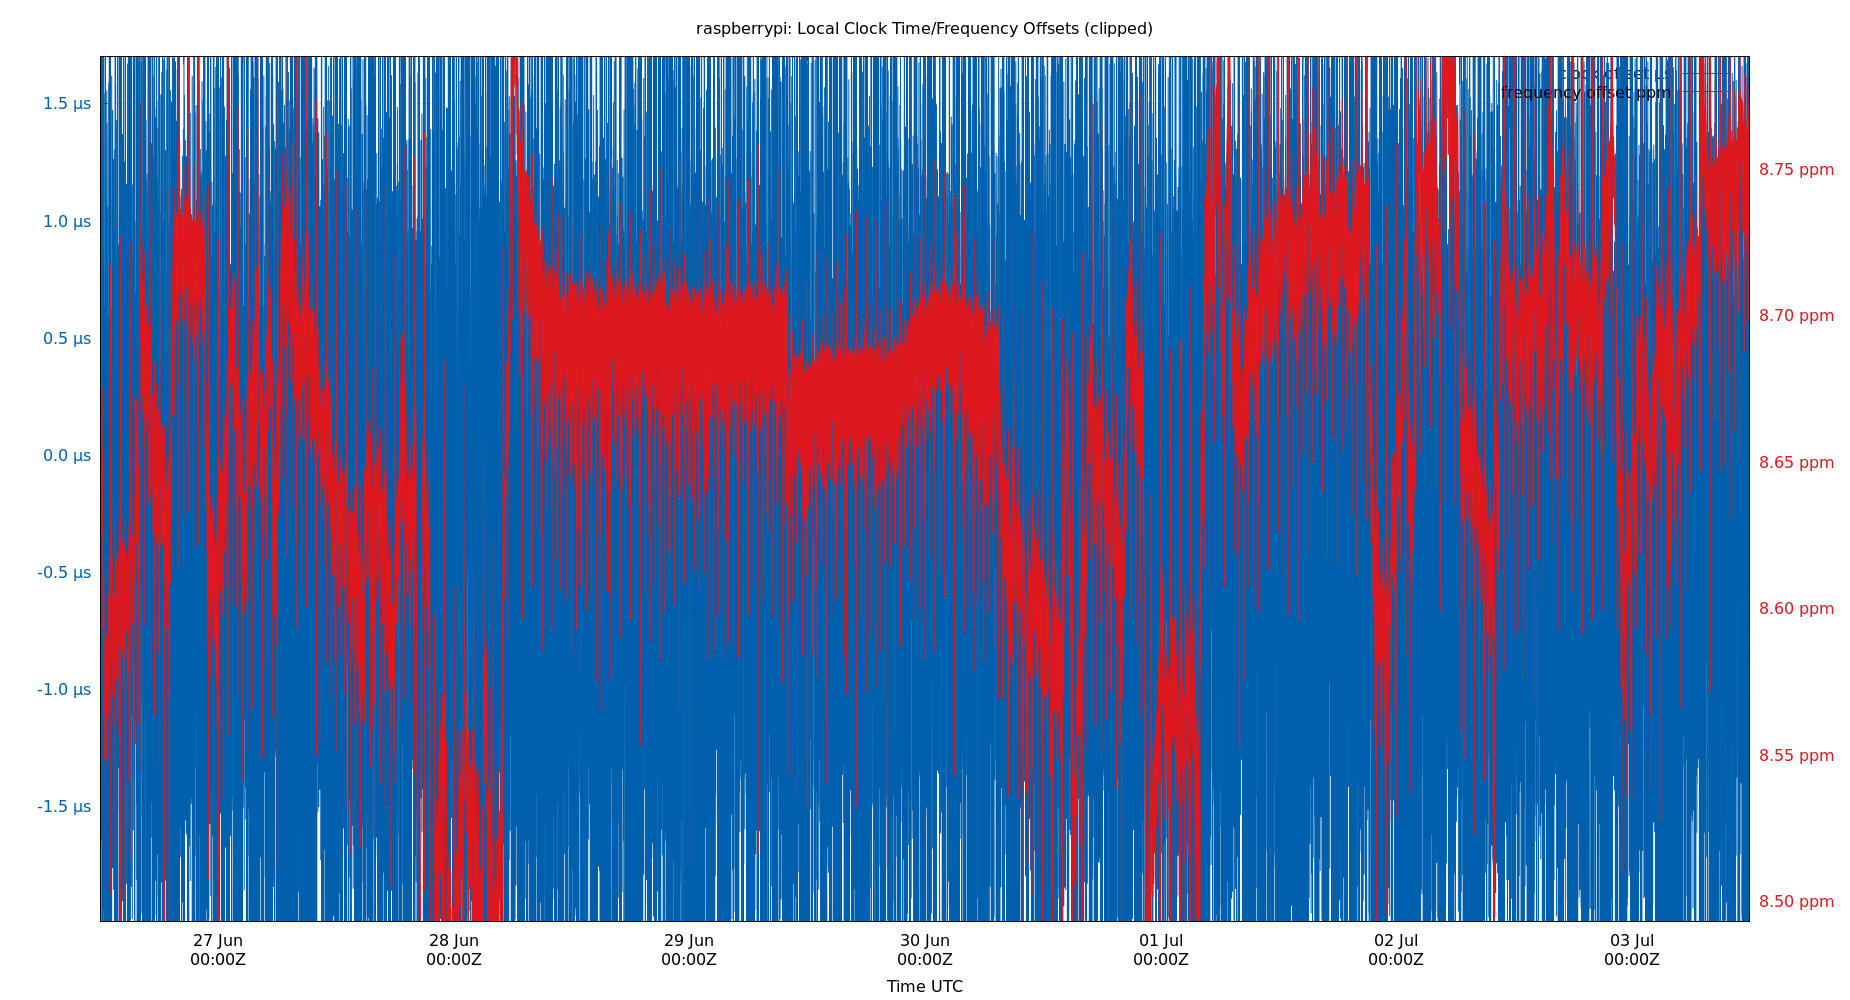 raspberrypi: Local Clock Time/Frequency Offsets (clipped)
clock offset µs
frequency offset ppm
1.5 µs
1.0 µs
0.5 µs
0.0 µs
-0.5 µs
-1.0 µs
-1.5 µs
8.75 ppm
8.70 ppm
8.65 ppm
8.60 ppm
8.55 ppm
8.50 ppm
27 Jun 28 Jun 29 Jun 30 Jun 01 Jul 02 Jul 03 Jul
00:00Z 00:00Z 00:00Z 00:00Z 00:00Z 00:00Z 00:00Z
Time UTC